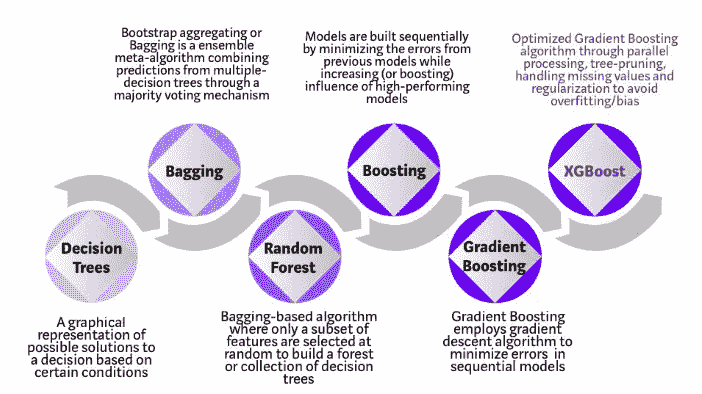 Bootstrap aggregating or
Bagging is a ensemble
meta-algorithm combining
predictions from multiple-
decision trees through a
majority voting mechanism
Models are built sequentially
by minimizing the errors from
previous models while
increasing (or boosting)
influence of high-performing
models
Optimized Gradient Boosting
algorithm through parallel
processing, tree-pruning,
handling missing values and
regularization to avoid
overfitting/bias
Bagging
Boosting
XGBoost
Decision
Trees
Random
Forest
Gradient
Boosting
A graphical
representation of
possible solutions to
a decision based on
certain conditions
Bagging-based algorithm
where only a subset of
features are selected at
random to build a forest
or collection of decision
trees
Gradient Boosting
employs gradient
descent algorithm to
minimize errors in
sequential models